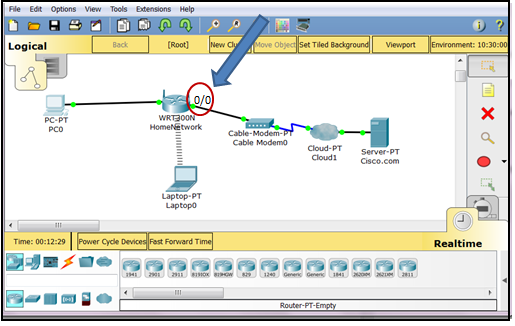 File Edit Options View Tools Extensions Help
Logical Back [Root] New Clu Move Object Set Tiled Background Viewport Environment: 10:30:00
0/0
PC-PT
PC0
WRT300N
HomeNetwork
Cable-Modem-PT
Cable Modem0
Cloud-PT
Cloud1
Server-PT
Cisco.com
Laptop-PT
Laptop0
Time: 00:12:29 Power Cycle Devices Fast Forward Time Realtime
1941 2901 2911 819IOX 819HGW 829 1240 Generic Generic 1841 2620XM 2621XM 2811
Router-PT-Empty